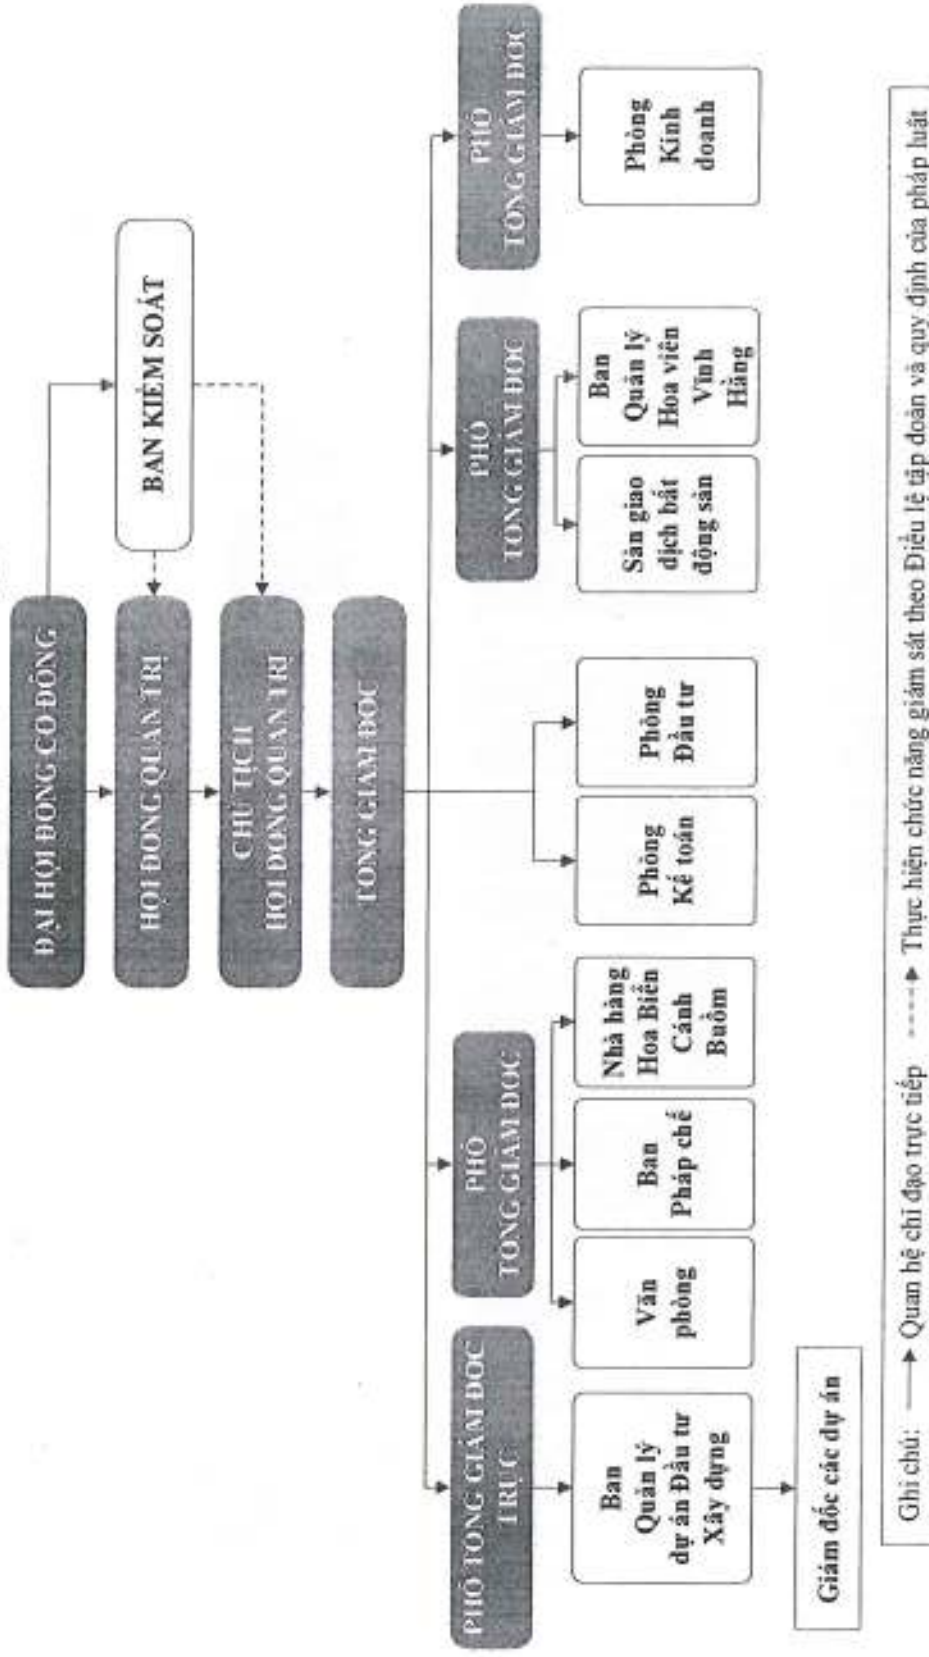 ĐẠI HỘI ĐỒNG CỔ ĐÔNG
BAN KIỂM SOÁT
HỘI ĐỒNG QUẢN TRỊ
CHỦ TỊCH
HỘI ĐỒNG QUẢN TRỊ
TỔNG GIÁM ĐỐC
PHÓ TỔNG GIÁM ĐỐC
TRỰC
PHÓ
TỔNG GIÁM ĐỐC
PHÓ
TỔNG GIÁM ĐỐC
PHÓ
TỔNG GIÁM ĐỐC
Ban
Quản lý
dự án Đầu tư
Xây dựng
Văn
phòng
Ban
Pháp chế
Nhà hàng
Hoa Biển
Cánh
Buồm
Phòng
Kế toán
Phòng
Đầu tư
Sàn giao
dịch bất
động sản
Ban
Quản lý
Hoa viên
Vĩnh
Hằng
Phòng
Kinh
doanh
Giám đốc các dự án
Ghi chú: Quan hệ chỉ đạo trực tiếp Thực hiện chức năng giám sát theo Điều lệ tập đoàn và quy định của pháp luật